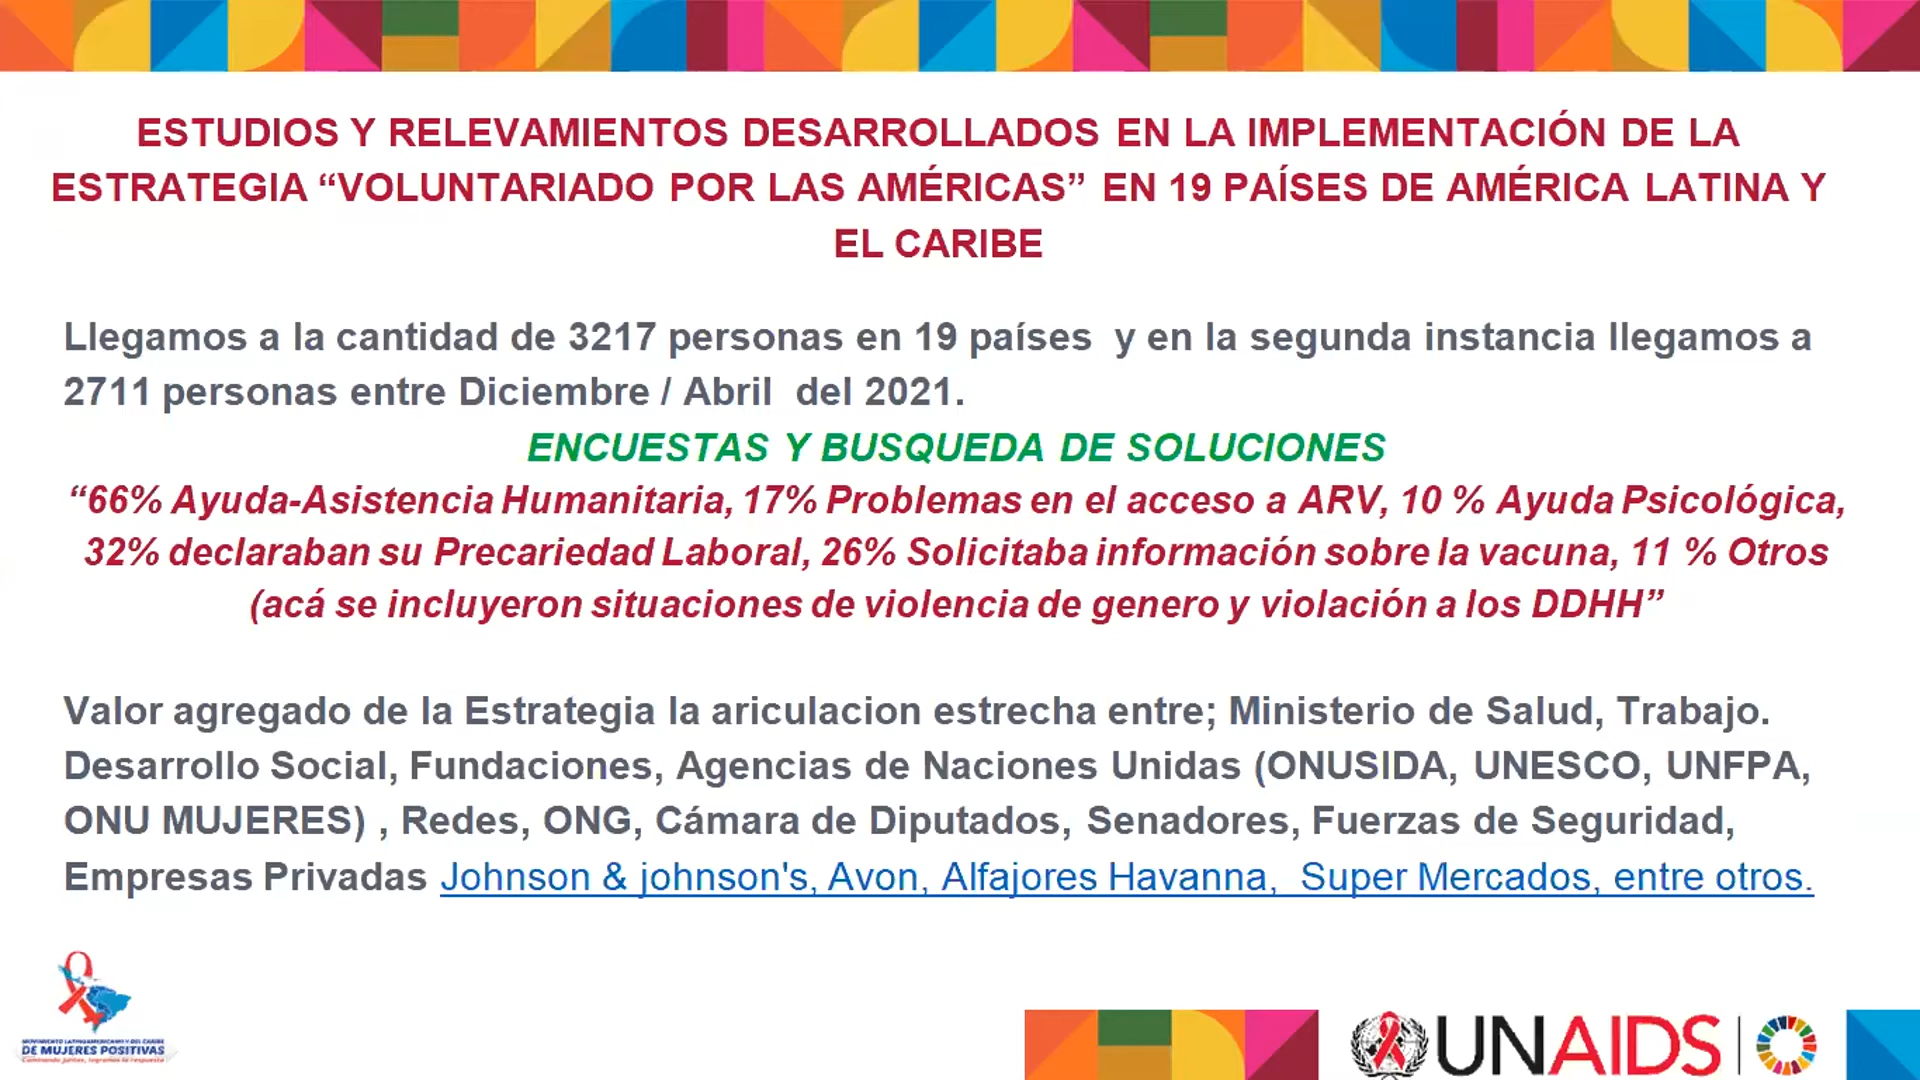 ESTUDIOS Y RELEVAMIENTOS DESARROLLADOS EN LA IMPLEMENTACIÓN DE LA
ESTRATEGIA “VOLUNTARIADO POR LAS AMÉRICAS” EN 19 PAÍSES DE AMÉRICA LATINA Y
EL CARIBE
Llegamos a la cantidad de 3217 personas en 19 países y en la segunda instancia llegamos a
2711 personas entre Diciembre / Abril del 2021.
ENCUESTAS Y BUSQUEDA DE SOLUCIONES
“66% Ayuda-Asistencia Humanitaria, 17% Problemas en el acceso a ARV, 10 % Ayuda Psicológica,
32% declaraban su Precariedad Laboral, 26% Solicitaba información sobre la vacuna, 11 % Otros
(acá se incluyeron situaciones de violencia de genero y violación a los DDHH”
Valor agregado de la Estrategia la ariculacion estrecha entre; Ministerio de Salud, Trabajo.
Desarrollo Social, Fundaciones, Agencias de Naciones Unidas (ONUSIDA, UNESCO, UNFPA,
ONU MUJERES) , Redes, ONG, Cámara de Diputados, Senadores, Fuerzas de Seguridad,
Empresas Privadas Johnson & johnson's, Avon, Alfajores Havanna, Super Mercados, entre otros.
MOVIMIENTO LATINOAMERICANO Y DEL CARIBE
DE MUJERES POSITIVAS
UNAIDS